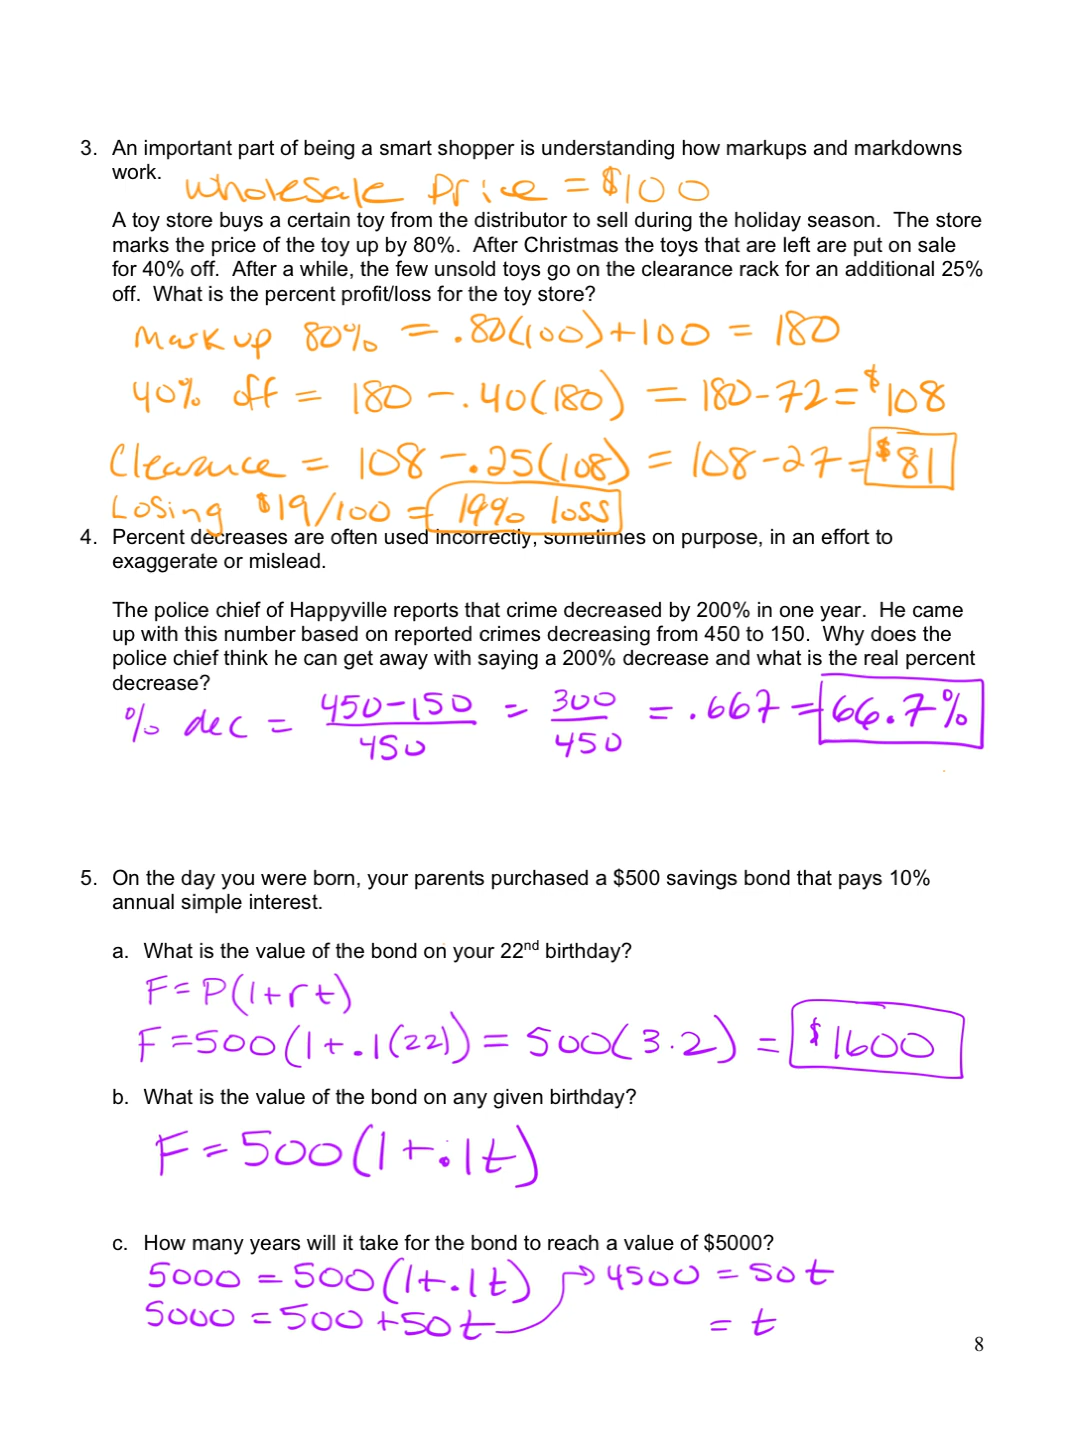 3. An important part of being a smart shopper is understanding how markups and markdowns
work.
wholesale Price = $100
A toy store buys a certain toy from the distributor to sell during the holiday season. The store
marks the price of the toy up by 80%. After Christmas the toys that are left are put on sale
for 40% off. After a while, the few unsold toys go on the clearance rack for an additional 25%
off. What is the percent profit/loss for the toy store?
Mark up 80% = .80(100)+100 = 180
40% off = 180 - .40(180) = 180-72 = $108
Clearance = 108 - .25(108) = 108-27 = $81
Losing $19/100 = 19% loss
4. Percent decreases are often used incorrectly, sometimes on purpose, in an effort to
exaggerate or mislead.
The police chief of Happyville reports that crime decreased by 200% in one year. He came
up with this number based on reported crimes decreasing from 450 to 150. Why does the
police chief think he can get away with saying a 200% decrease and what is the real percent
decrease?
% dec = 450-150/450 = 300/450 = .667 = 66.7%
5. On the day you were born, your parents purchased a $500 savings bond that pays 10%
annual simple interest.
a. What is the value of the bond on your 22nd birthday?
F = P(1+rt)
F = 500(1+.1(22)) = 500(3.2) = $1600
b. What is the value of the bond on any given birthday?
F = 500(1+.1t)
c. How many years will it take for the bond to reach a value of $5000?
5000 = 500(1+.1t) → 4500 = 50t
5000 = 500+50t = t
8